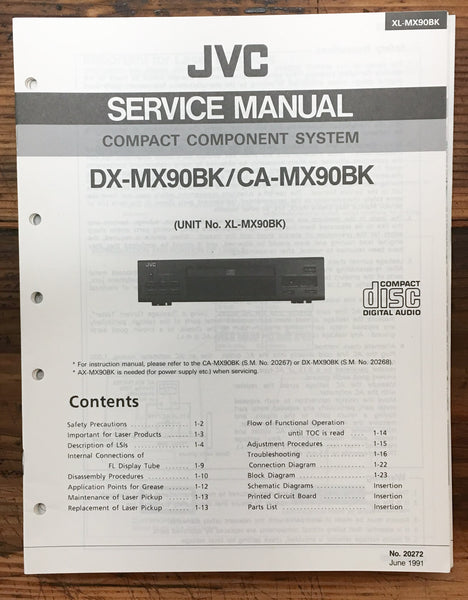 XL-MX90BK
JVC
SERVICE MANUAL
COMPACT COMPONENT SYSTEM
DX-MX90BK/CA-MX90BK
(UNIT No. XL-MX90BK)
JVC
COMPACT
disc
DIGITAL AUDIO
* For instruction manual, please refer to the CA-MX90BK (S.M. No. 20267) or DX-MX90BK (S.M. No. 20268).
* AX-MX90BK is needed (for power supply etc.) when servicing.
Contents
Safety Precautions ............ 1-2
Important for Laser Products ....... 1-3
Description of LSIs ............ 1-4
Internal Connections of
FL Display Tube ....... 1-9
Disassembly Procedures ......... 1-10
Application Points for Grease ...... 1-12
Maintenance of Laser Pickup ...... 1-13
Replacement of Laser Pickup ...... 1-13
Flow of Functional Operation
until TOC is read .... 1-14
Adjustment Procedures .......... 1-15
Troubleshooting ............ 1-16
Connection Diagram .......... 1-22
Block Diagram ............ 1-23
Schematic Diagrams ........ Insertion
Printed Circuit Board ........ Insertion
Parts List ............ Insertion
No. 20272
June 1991